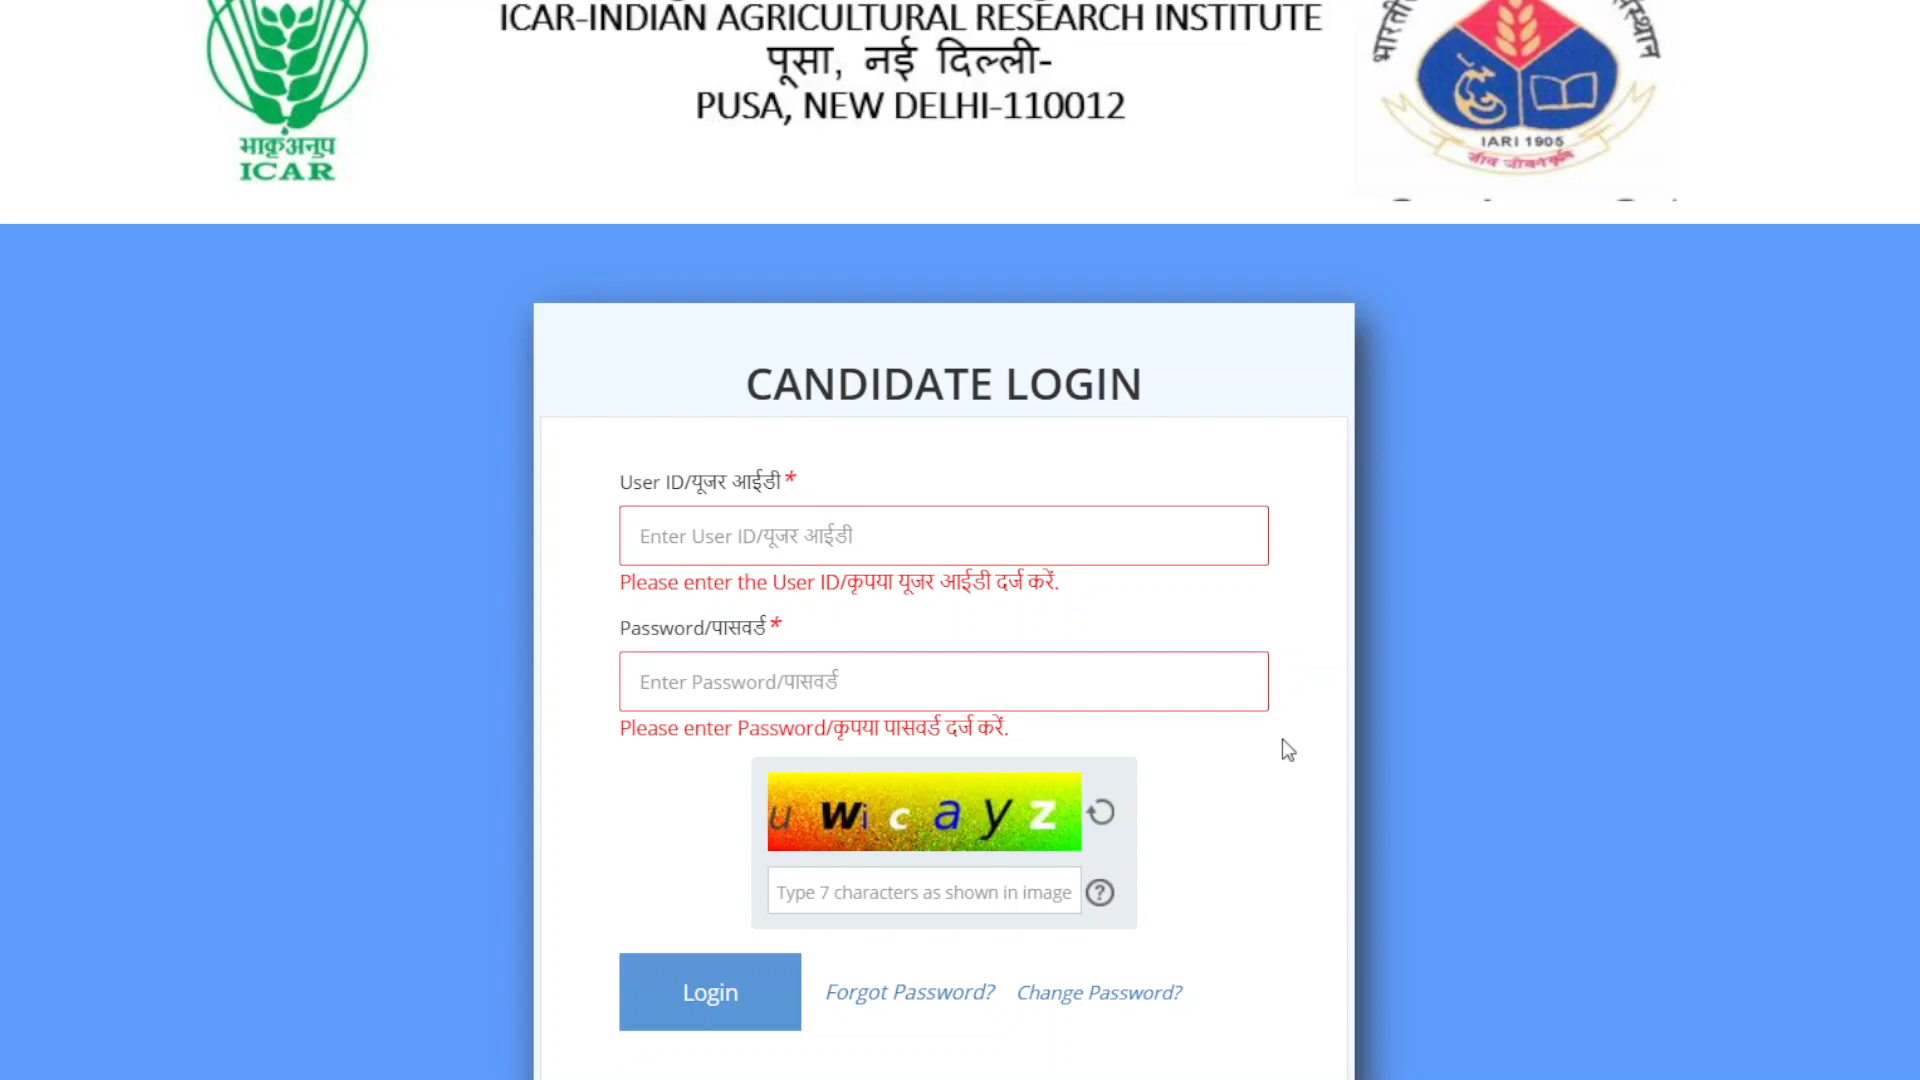 ICAR-INDIAN AGRICULTURAL RESEARCH INSTITUTE
पूसा, नई दिल्ली-
PUSA, NEW DELHI-110012
भाकृअनुप
ICAR
IARI 1905
CANDIDATE LOGIN
User ID/यूजर आईडी *
Enter User ID/यूजर आईडी
Please enter the User ID/कृपया यूजर आईडी दर्ज करें.
Password/पासवर्ड *
Enter Password/पासवर्ड
Please enter Password/कृपया पासवर्ड दर्ज करें.
u w i c a y z
Type 7 characters as shown in image
Login
Forgot Password?
Change Password?